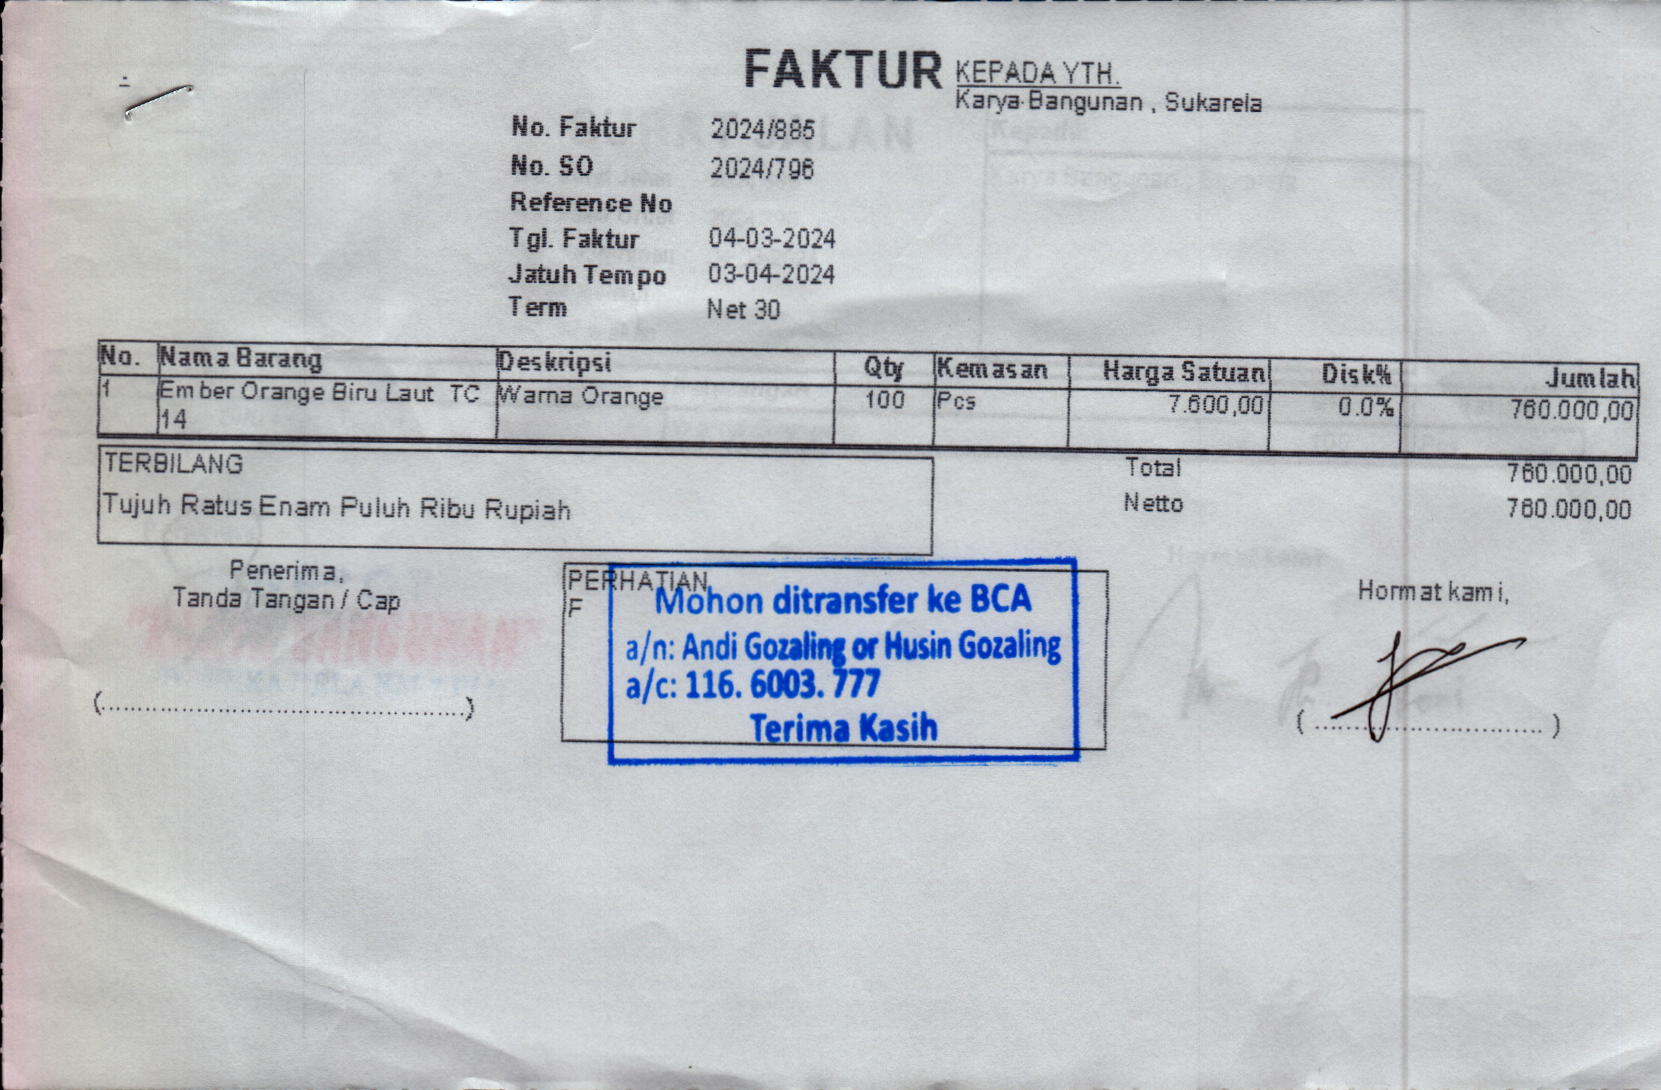 FAKTUR
KEPADA YTH.
Karya Bangunan , Sukarela
No. Faktur 2024/885
No. SO 2024/796
Reference No
Tgl. Faktur 04-03-2024
Jatuh Tempo 03-04-2024
Term Net 30
No. Nama Barang Deskripsi Qty Kemasan Harga Satuan Disk% Jumlah
1 Ember Orange Biru Laut TC Warna Orange 100 Pcs 7.600,00 0.0% 760.000,00
14
TERBILANG
Tujuh Ratus Enam Puluh Ribu Rupiah
Total 760.000,00
Netto 760.000,00
Penerima,
Tanda Tangan / Cap
(...............................................)
PERHATIAN
F
Mohon ditransfer ke BCA
a/n: Andi Gozaling or Husin Gozaling
a/c: 116. 6003. 777
Terima Kasih
Hormat kami,
( .............................. )